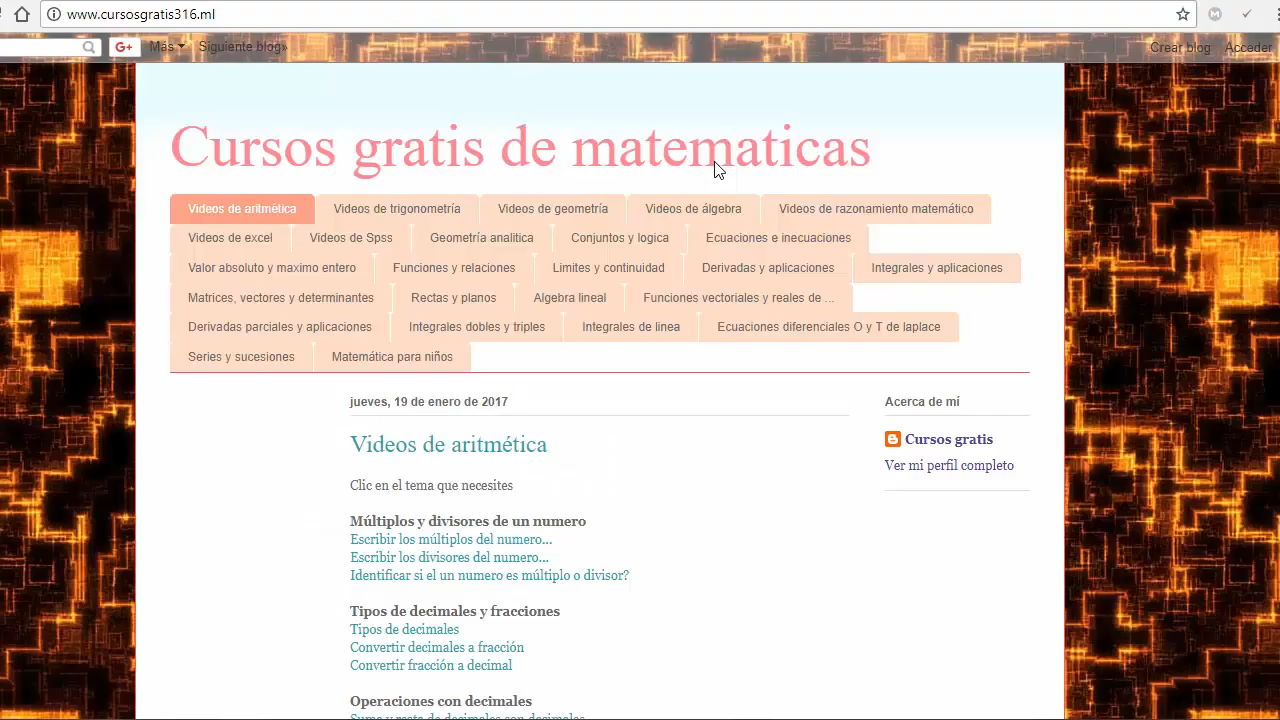 www.cursosgratis316.ml
Más Siguiente blog» Crear blog Acceder
Cursos gratis de matematicas
Videos de aritmética Videos de trigonometría Videos de geometría Videos de álgebra Videos de razonamiento matemático
Videos de excel Videos de Spss Geometría analitica Conjuntos y logica Ecuaciones e inecuaciones
Valor absoluto y maximo entero Funciones y relaciones Limites y continuidad Derivadas y aplicaciones Integrales y aplicaciones
Matrices, vectores y determinantes Rectas y planos Algebra lineal Funciones vectoriales y reales de ...
Derivadas parciales y aplicaciones Integrales dobles y triples Integrales de linea Ecuaciones diferenciales O y T de laplace
Series y sucesiones Matemática para niños
jueves, 19 de enero de 2017
Videos de aritmética
Clic en el tema que necesites
Múltiplos y divisores de un numero
Escribir los múltiplos del numero...
Escribir los divisores del numero...
Identificar si el un numero es múltiplo o divisor?
Tipos de decimales y fracciones
Tipos de decimales
Convertir decimales a fracción
Convertir fracción a decimal
Operaciones con decimales
Suma y resta de decimales con decimales
Acerca de mí
Cursos gratis
Ver mi perfil completo